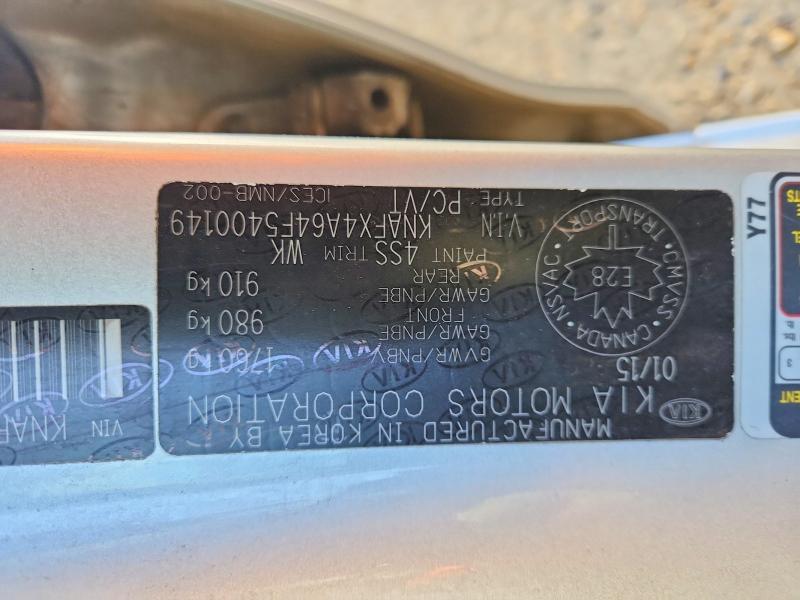 MANUFACTURED IN KOREA BY
KIA KIA MOTORS CORPORATION
01/15
GVWR/PNBV 1760 kg
GAWR/PNBE
FRONT 980 kg
GAWR/PNBE
REAR 910 kg
PAINT 4SS TRIM WK
V.I.N KNAFX4A64F5400149
TYPE: PC/VT ICES/NMB-002
TRANSPORT
CMVSS • CANADA • NSVAC
E28
VIN
KNAF
Y77
3